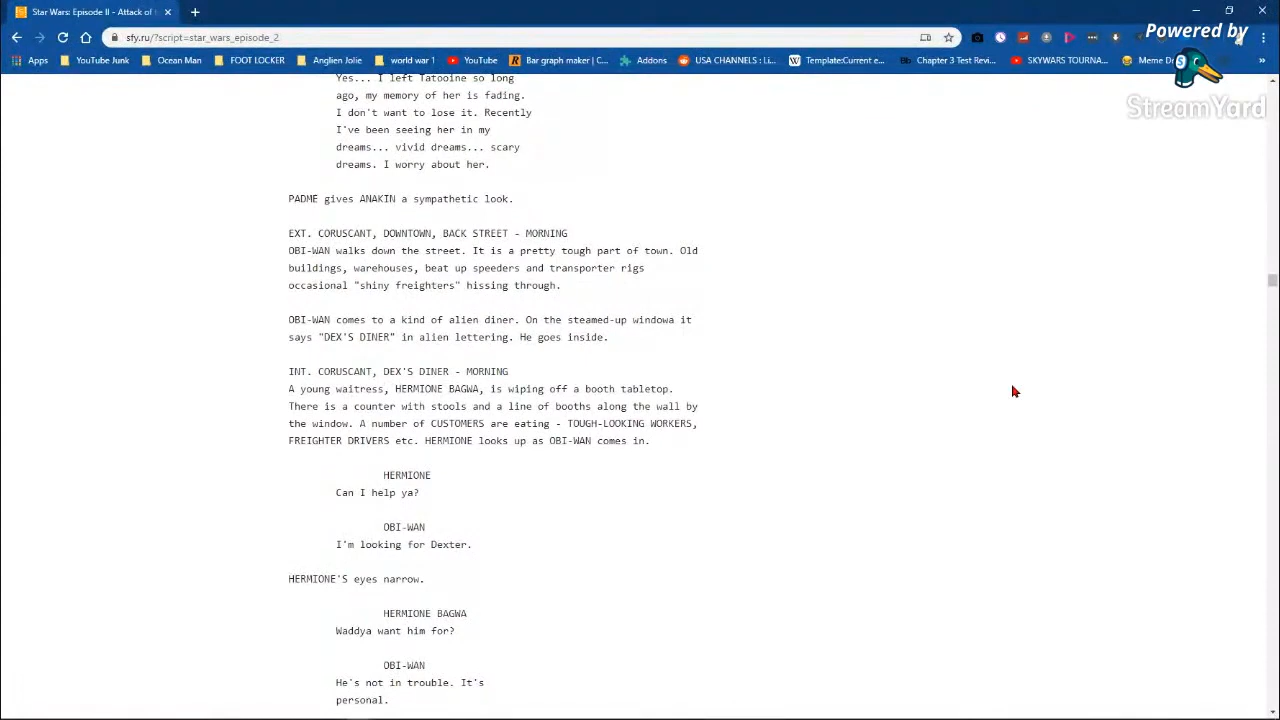 Star Wars: Episode II - Attack of
Powered by
sfy.ru/?script=star_wars_episode_2
Apps YouTube Junk Ocean Man FOOT LOCKER Anglien Jolie world war 1 YouTube Bar graph maker | C... Addons USA CHANNELS : Li... Template:Current e... Bb Chapter 3 Test Revi... SKYWARS TOURNA... Meme De
StreamYard
Yes... I left Tatooine so long
ago, my memory of her is fading.
I don't want to lose it. Recently
I've been seeing her in my
dreams... vivid dreams... scary
dreams. I worry about her.
PADME gives ANAKIN a sympathetic look.
EXT. CORUSCANT, DOWNTOWN, BACK STREET - MORNING
OBI-WAN walks down the street. It is a pretty tough part of town. Old
buildings, warehouses, beat up speeders and transporter rigs
occasional "shiny freighters" hissing through.
OBI-WAN comes to a kind of alien diner. On the steamed-up windowa it
says "DEX'S DINER" in alien lettering. He goes inside.
INT. CORUSCANT, DEX'S DINER - MORNING
A young waitress, HERMIONE BAGWA, is wiping off a booth tabletop.
There is a counter with stools and a line of booths along the wall by
the window. A number of CUSTOMERS are eating - TOUGH-LOOKING WORKERS,
FREIGHTER DRIVERS etc. HERMIONE looks up as OBI-WAN comes in.
HERMIONE
Can I help ya?
OBI-WAN
I'm looking for Dexter.
HERMIONE'S eyes narrow.
HERMIONE BAGWA
Waddya want him for?
OBI-WAN
He's not in trouble. It's
personal.